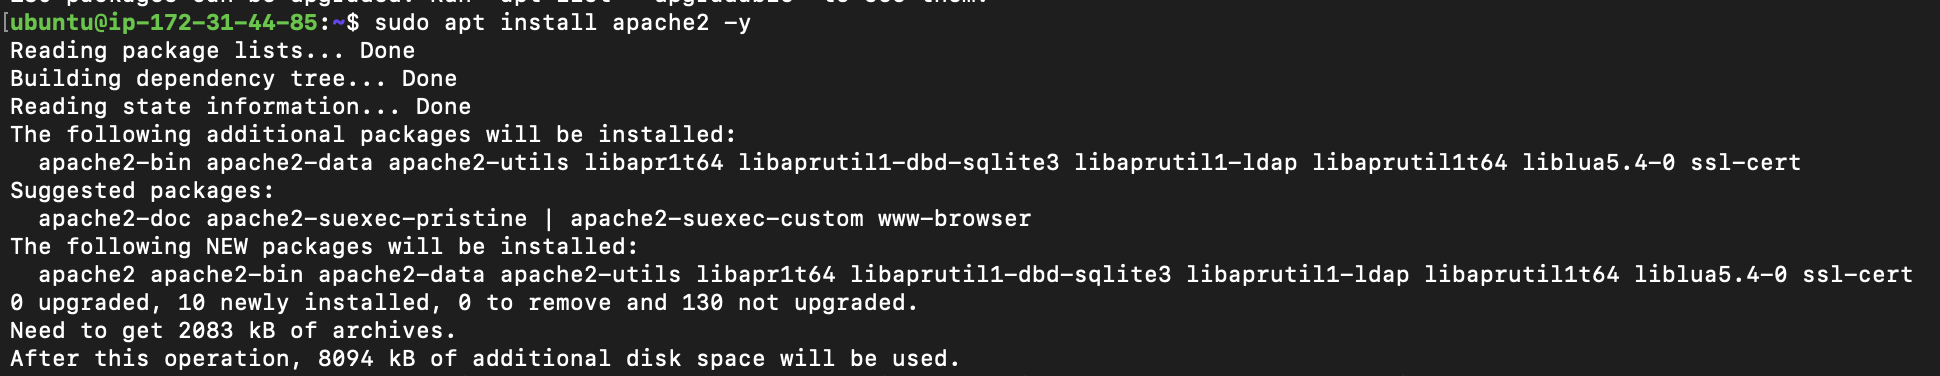 [ubuntu@ip-172-31-44-85:~$ sudo apt install apache2 -y
Reading package lists... Done
Building dependency tree... Done
Reading state information... Done
The following additional packages will be installed:
  apache2-bin apache2-data apache2-utils libapr1t64 libaprutil1-dbd-sqlite3 libaprutil1-ldap libaprutil1t64 liblua5.4-0 ssl-cert
Suggested packages:
  apache2-doc apache2-suexec-pristine | apache2-suexec-custom www-browser
The following NEW packages will be installed:
  apache2 apache2-bin apache2-data apache2-utils libapr1t64 libaprutil1-dbd-sqlite3 libaprutil1-ldap libaprutil1t64 liblua5.4-0 ssl-cert
0 upgraded, 10 newly installed, 0 to remove and 130 not upgraded.
Need to get 2083 kB of archives.
After this operation, 8094 kB of additional disk space will be used.